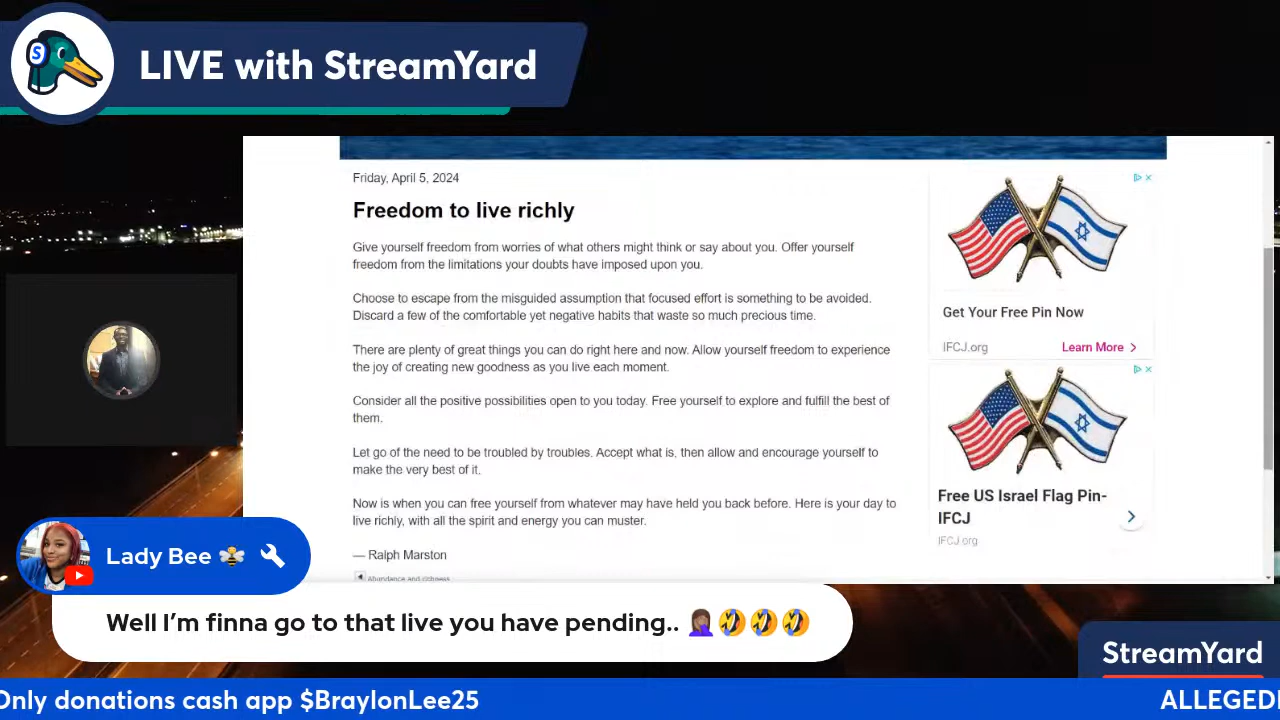 S
LIVE with StreamYard
Friday, April 5, 2024
Freedom to live richly
Give yourself freedom from worries of what others might think or say about you. Offer yourself
freedom from the limitations your doubts have imposed upon you.
Choose to escape from the misguided assumption that focused effort is something to be avoided.
Discard a few of the comfortable yet negative habits that waste so much precious time.
There are plenty of great things you can do right here and now. Allow yourself freedom to experience
the joy of creating new goodness as you live each moment.
Consider all the positive possibilities open to you today. Free yourself to explore and fulfill the best of
them.
Let go of the need to be troubled by troubles. Accept what is, then allow and encourage yourself to
make the very best of it.
Now is when you can free yourself from whatever may have held you back before. Here is your day to
live richly, with all the spirit and energy you can muster.
— Ralph Marston
Abundance and richness
Get Your Free Pin Now
IFCJ.org
Learn More
Free US Israel Flag Pin-
IFCJ
IFCJ.org
Lady Bee 🐝
Well I'm finna go to that live you have pending.. 🤦🏾‍♀️🤣🤣🤣
StreamYard
Only donations cash app $BraylonLee25
ALLEGED